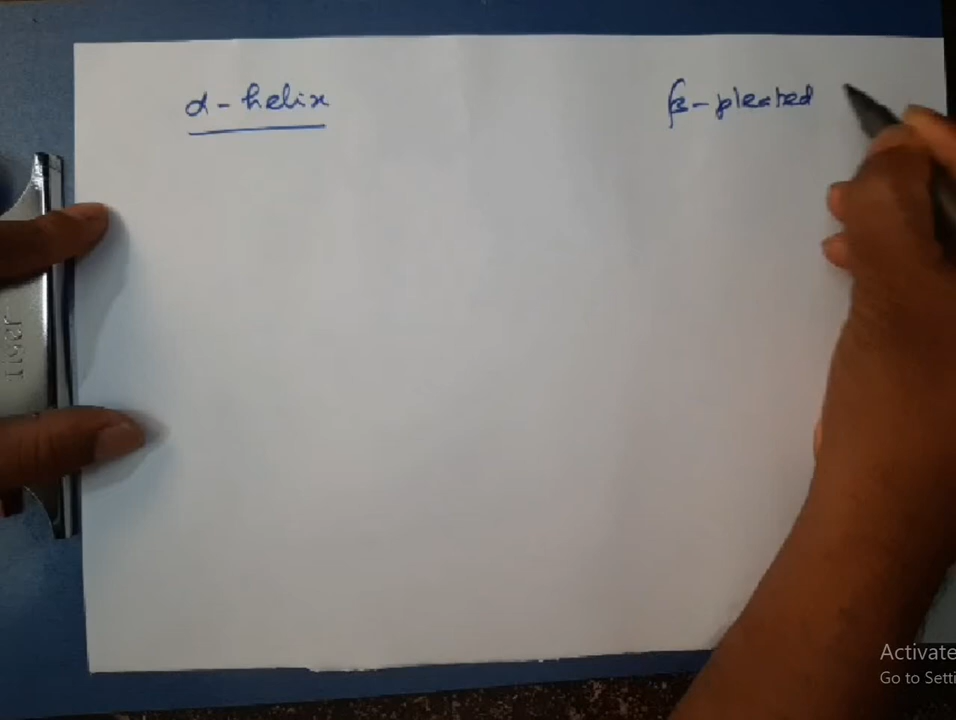 α - helix
β - pleated
Activate
Go to Setti